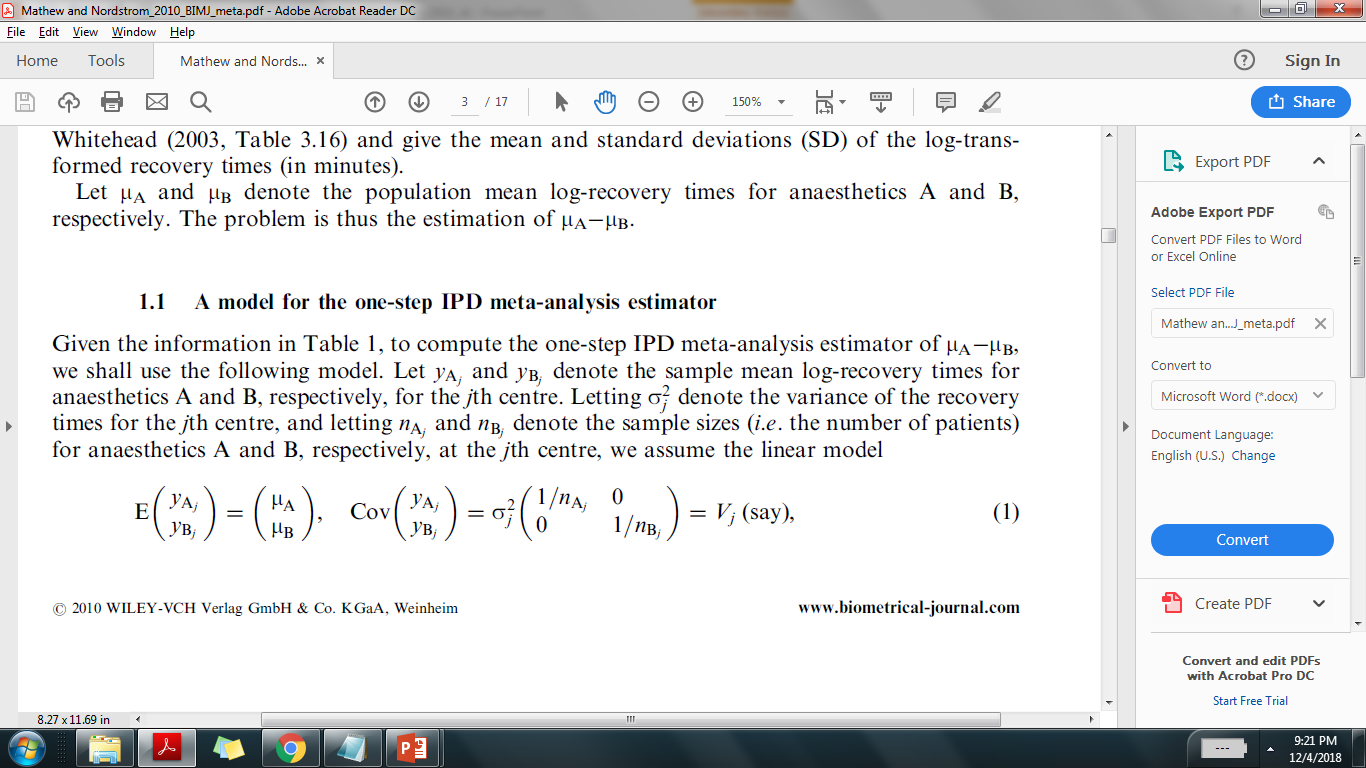 Mathew and Nordstrom_2010_BIMJ_meta.pdf - Adobe Acrobat Reader DC
File Edit View Window Help
Home Tools Mathew and Nords... × ? Sign In
3 / 17 150% Share
Whitehead (2003, Table 3.16) and give the mean and standard deviations (SD) of the log-trans-
formed recovery times (in minutes).
Let μA and μB denote the population mean log-recovery times for anaesthetics A and B,
respectively. The problem is thus the estimation of μA−μB.
1.1 A model for the one-step IPD meta-analysis estimator
Given the information in Table 1, to compute the one-step IPD meta-analysis estimator of μA−μB,
we shall use the following model. Let yAj and yBj denote the sample mean log-recovery times for
anaesthetics A and B, respectively, for the jth centre. Letting σj² denote the variance of the recovery
times for the jth centre, and letting nAj and nBj denote the sample sizes (i.e. the number of patients)
for anaesthetics A and B, respectively, at the jth centre, we assume the linear model
E(yAj yBj) = (μA μB), Cov(yAj yBj) = σj² (1/nAj 0 0 1/nBj) = Vj (say), (1)
© 2010 WILEY-VCH Verlag GmbH & Co. KGaA, Weinheim www.biometrical-journal.com
8.27 x 11.69 in
Export PDF
Adobe Export PDF
Convert PDF Files to Word
or Excel Online
Select PDF File
Mathew an...J_meta.pdf ×
Convert to
Microsoft Word (*.docx)
Document Language:
English (U.S.) Change
Convert
Create PDF
Convert and edit PDFs
with Acrobat Pro DC
Start Free Trial
9:21 PM
12/4/2018